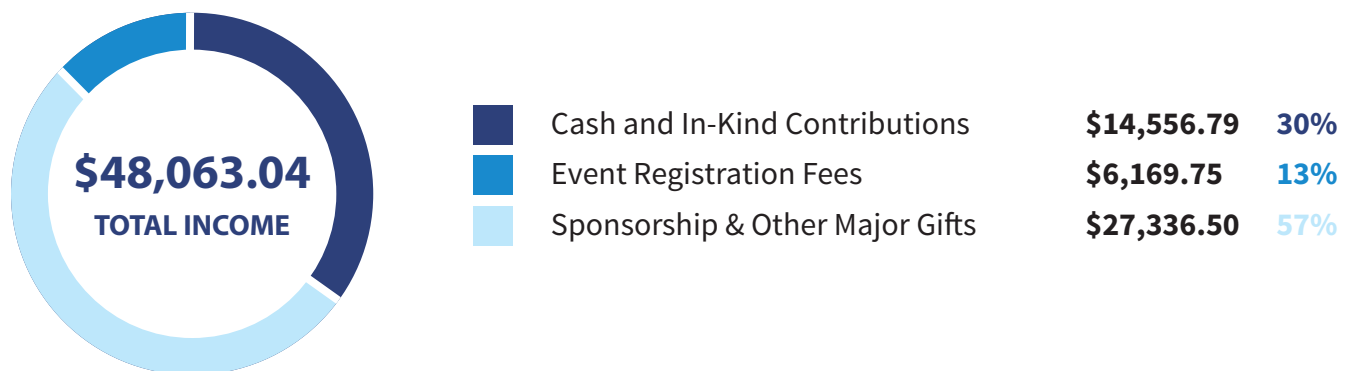 $48,063.04
TOTAL INCOME
Cash and In-Kind Contributions $14,556.79 30%
Event Registration Fees $6,169.75 13%
Sponsorship & Other Major Gifts $27,336.50 57%